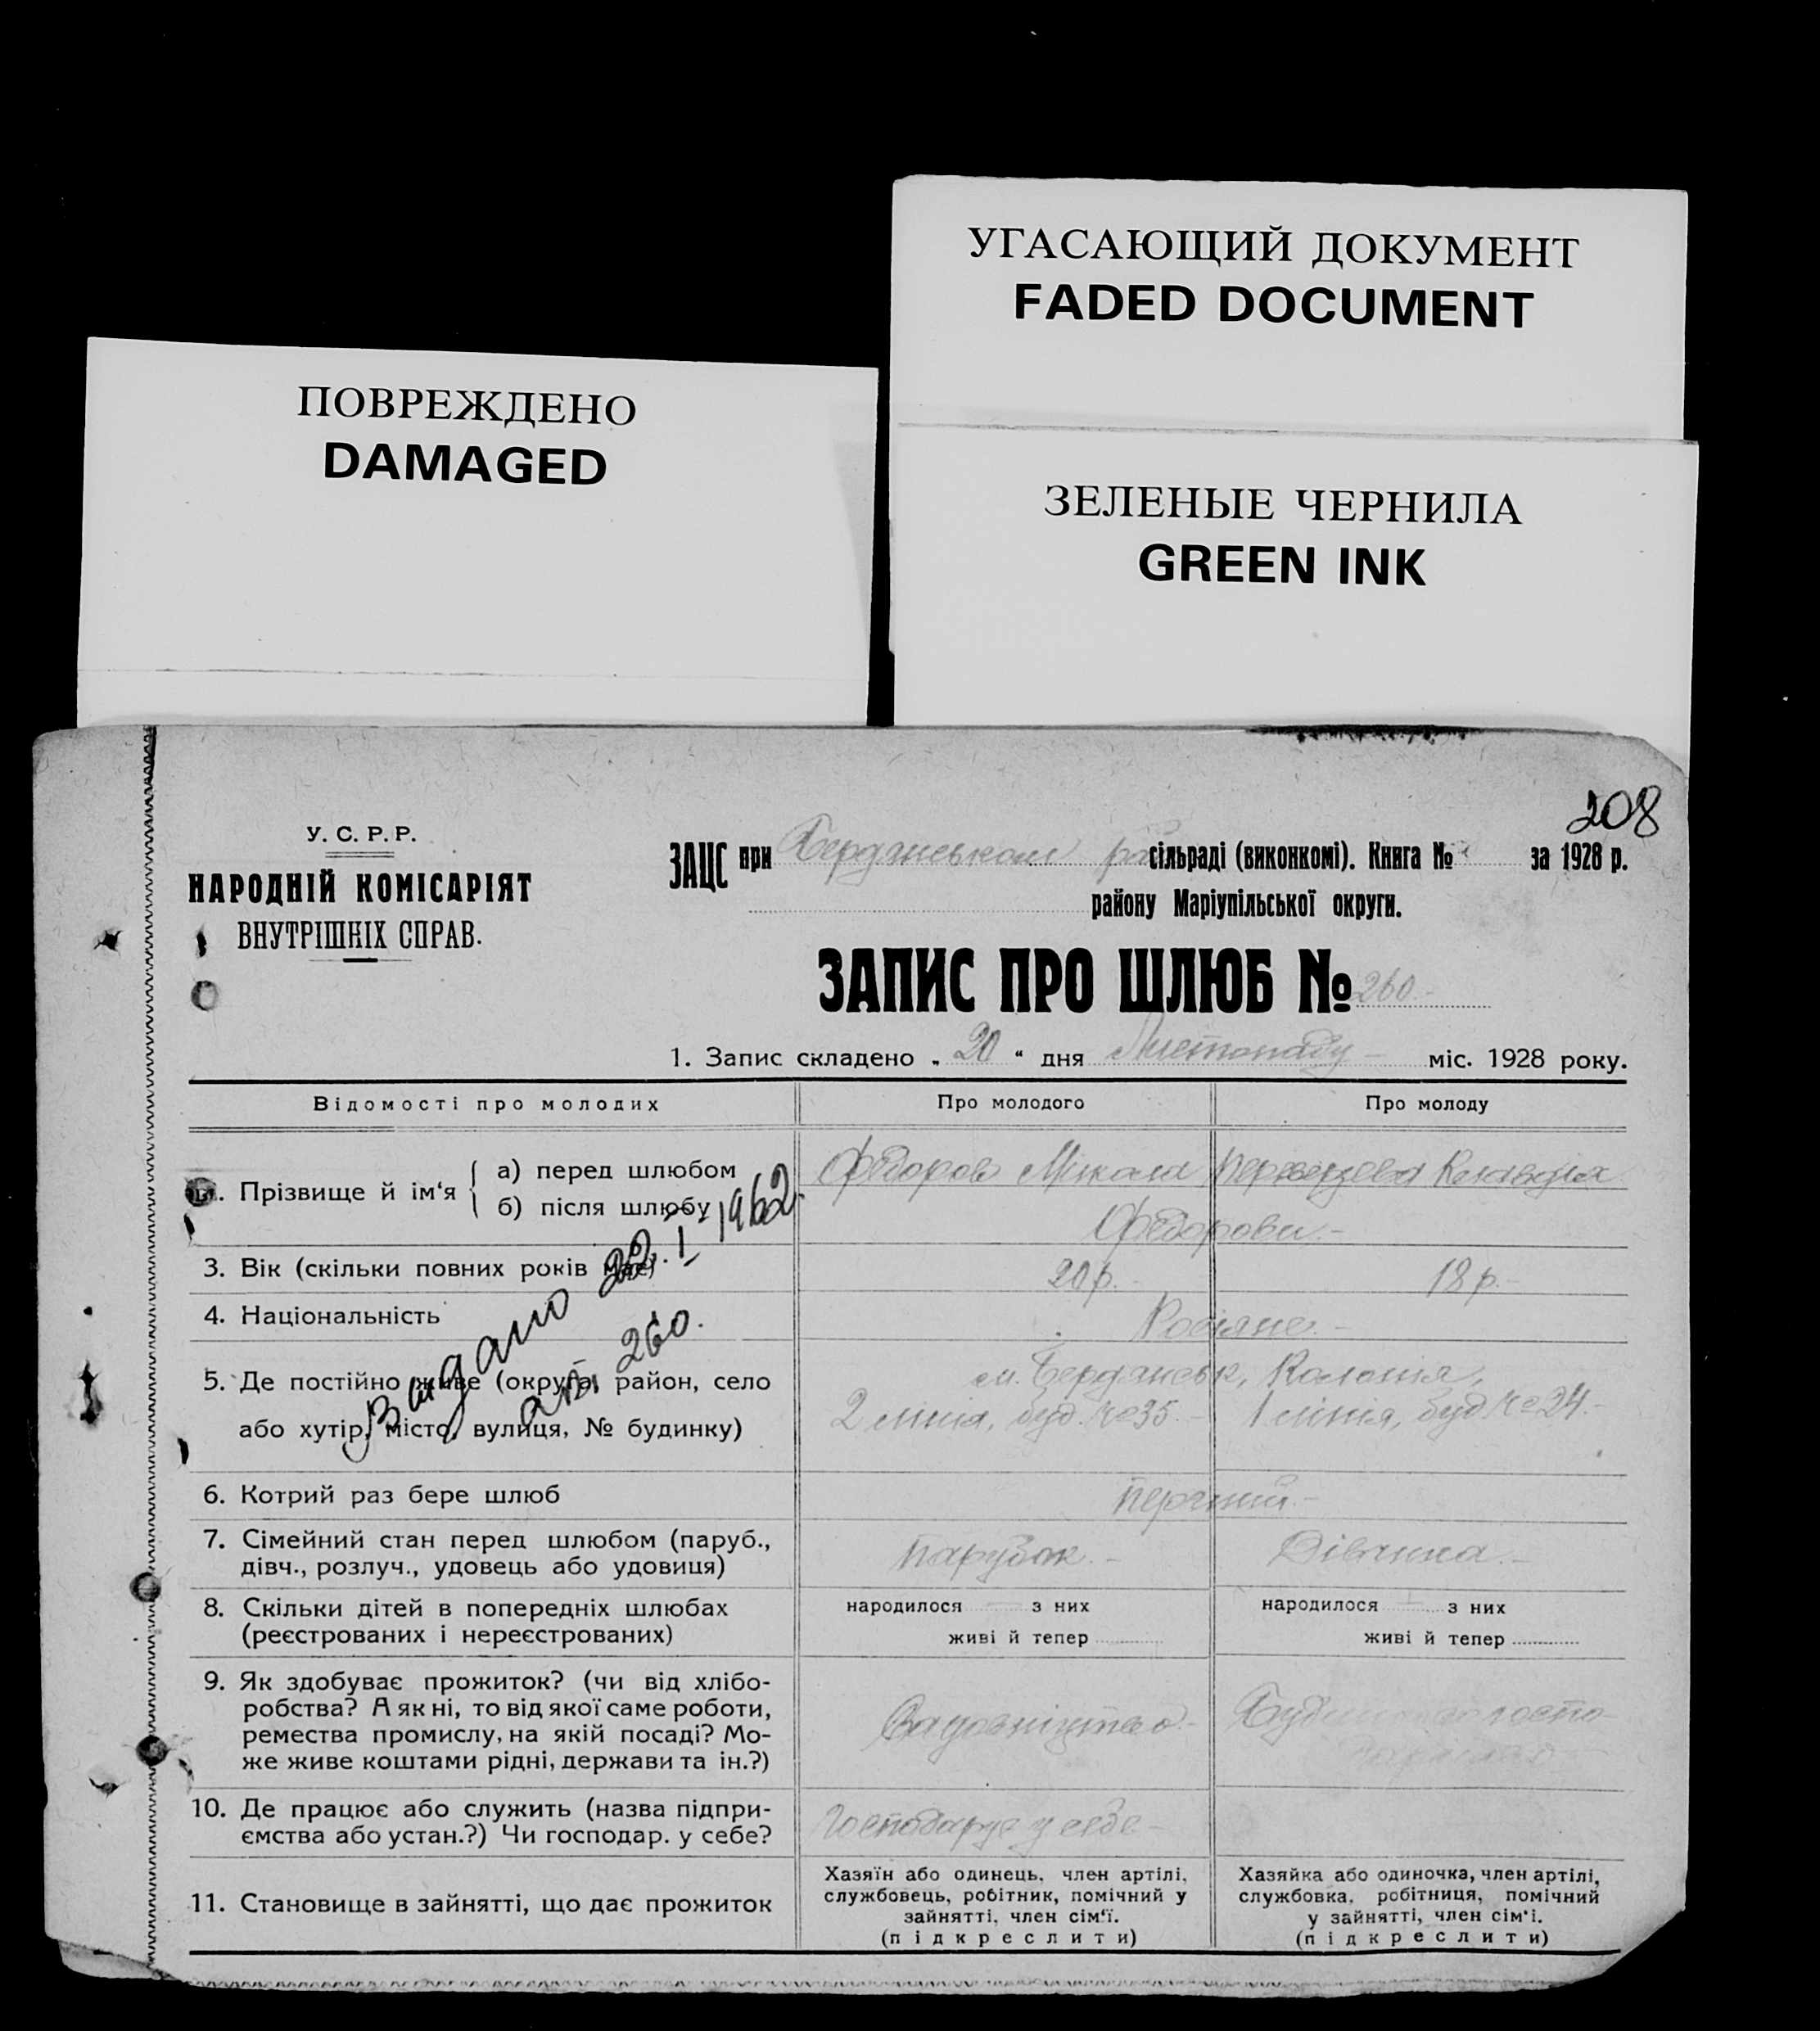 УГАСАЮЩИЙ ДОКУМЕНТ
FADED DOCUMENT
ПОВРЕЖДЕНО
DAMAGED
ЗЕЛЕНЫЕ ЧЕРНИЛА
GREEN INK
208
У. С. Р. Р.
НАРОДНІЙ КОМІСАРІЯТ
ВНУТРІШНІХ СПРАВ.
ЗАЦС при Бердянському сільраді (виконкомі). Книга № за 1928 р.
району Маріупільської округи.
ЗАПИС ПРО ШЛЮБ № 260.-
1. Запис складено „ 20 “ дня Листопаду - міс. 1928 року.
Відомості про молодих Про молодого Про молоду
Прізвище й ім‘я { а) перед шлюбом Федоров Микола Клавдія
б) після шлюбу Федорови.-
3. Вік (скільки повних років має) 20 р. - 18 р. -
4. Національність Росіяне. -
5. Де постійно живе (округа, район, село м. Бердянськ, Колонія,
або хутір, місто, вулиця, № будинку) 2 лінія, буд. № 35. - 1 лінія, буд № 24.-
Видано 29. I 1962.
260.
6. Котрий раз бере шлюб Перший.-
7. Сімейний стан перед шлюбом (паруб., Парубок. - Дівчина. -
дівч., розлуч., удовець або удовиця)
8. Скільки дітей в попередніх шлюбах народилося — з них народилося — з них
(реєстрованих і нереєстрованих) живі й тепер живі й тепер
9. Як здобуває прожиток? (чи від хлібо-
робства? А як ні, то від якої саме роботи, Садовництво.-
ремества промислу, на якій посаді? Мо-
же живе коштами рідні, держави та ін.?)
10. Де працює або служить (назва підпри- Господарує у себе -
ємства або устан.?) Чи господар. у себе?
11. Становище в зайнятті, що дає прожиток
Хазяїн або одинець, член артілі, Хазяйка або одиночка, член артілі,
службовець, робітник, помічний у службовка, робітниця, помічний
зайнятті, член сім‘ї. у зайнятті, член сім‘і.
(підкреслити) (підкреслити)